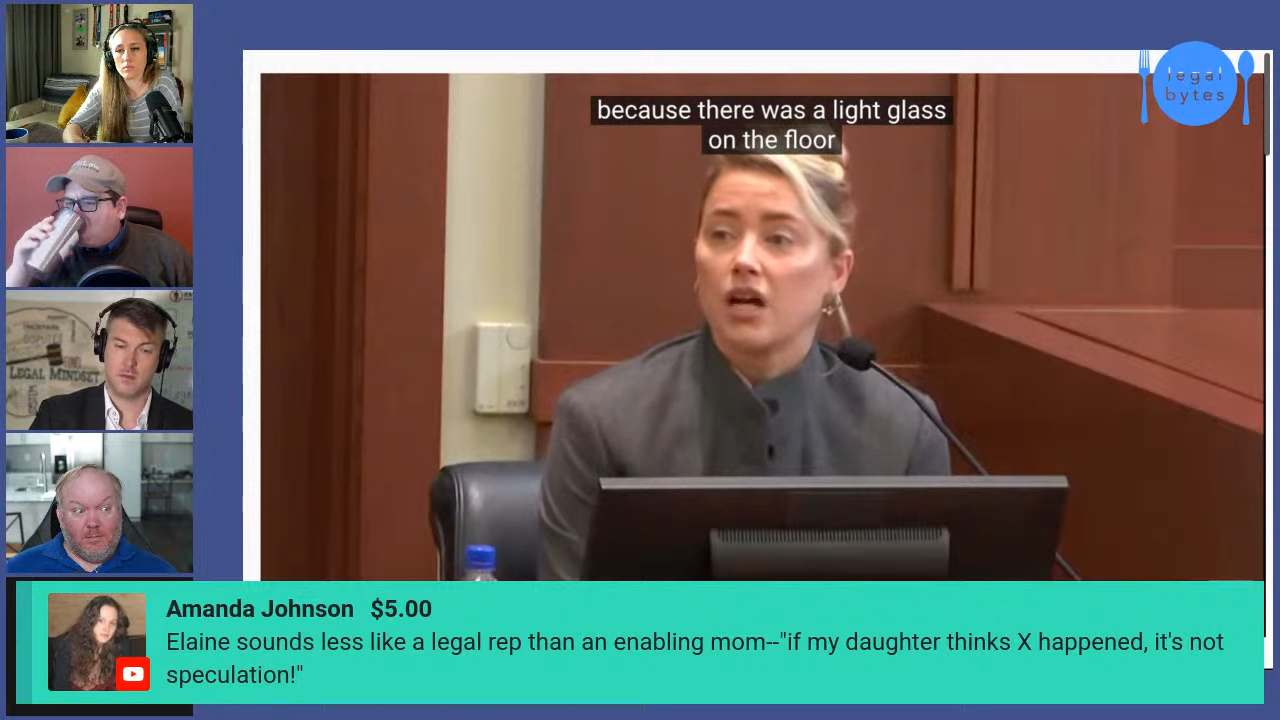 because there was a light glass
on the floor
legal
bytes
LEGAL MINDSET
Amanda Johnson $5.00
Elaine sounds less like a legal rep than an enabling mom--"if my daughter thinks X happened, it's not
speculation!"